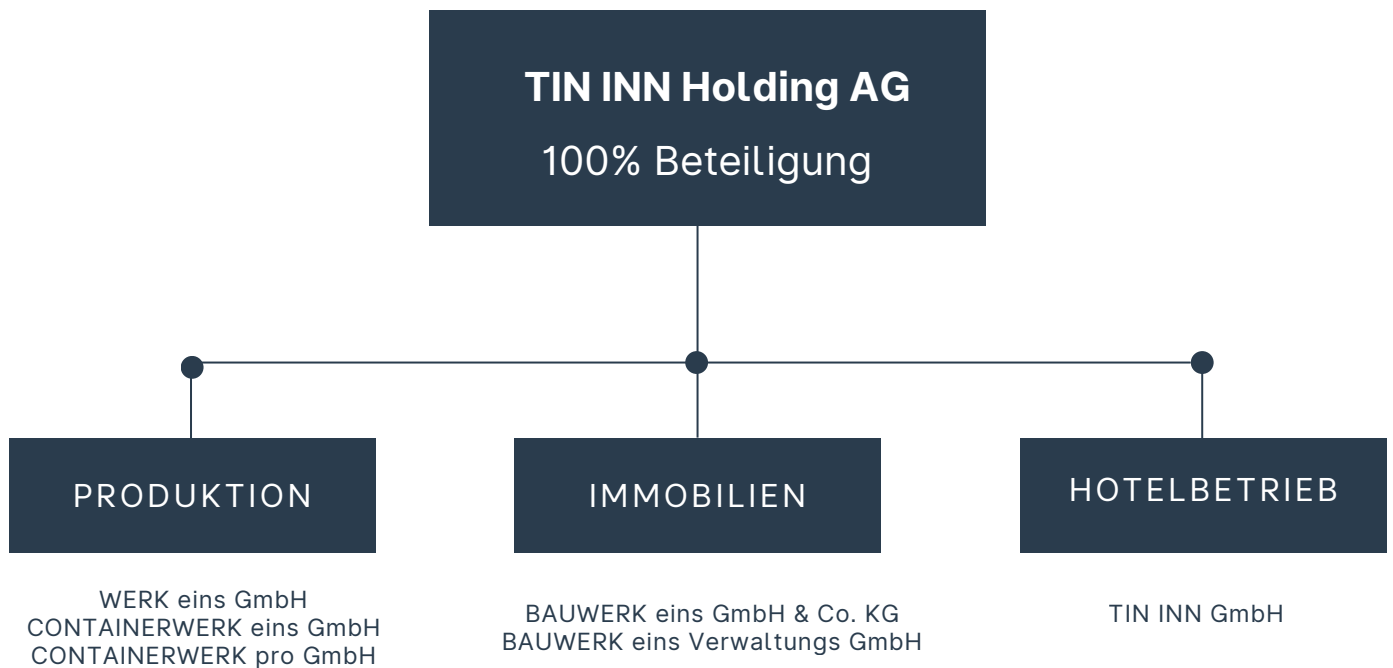 TIN INN Holding AG
100% Beteiligung
PRODUKTION
IMMOBILIEN
HOTELBETRIEB
WERK eins GmbH
CONTAINERWERK eins GmbH
CONTAINERWERK pro GmbH
BAUWERK eins GmbH & Co. KG
BAUWERK eins Verwaltungs GmbH
TIN INN GmbH